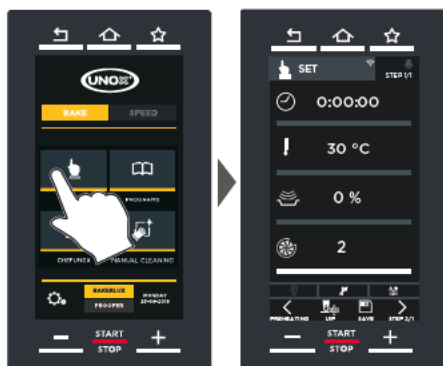 UNOX
BAKE SPEED
PROGRAMS
CHEFUNOX MANUAL CLEANING
BAKERLUX
PROOFER
MONDAY
START
STOP
SET
STEP 1/1
0:00:00
30 °C
0 %
2
PREHEATING SAVE STEP 2/1
START
STOP